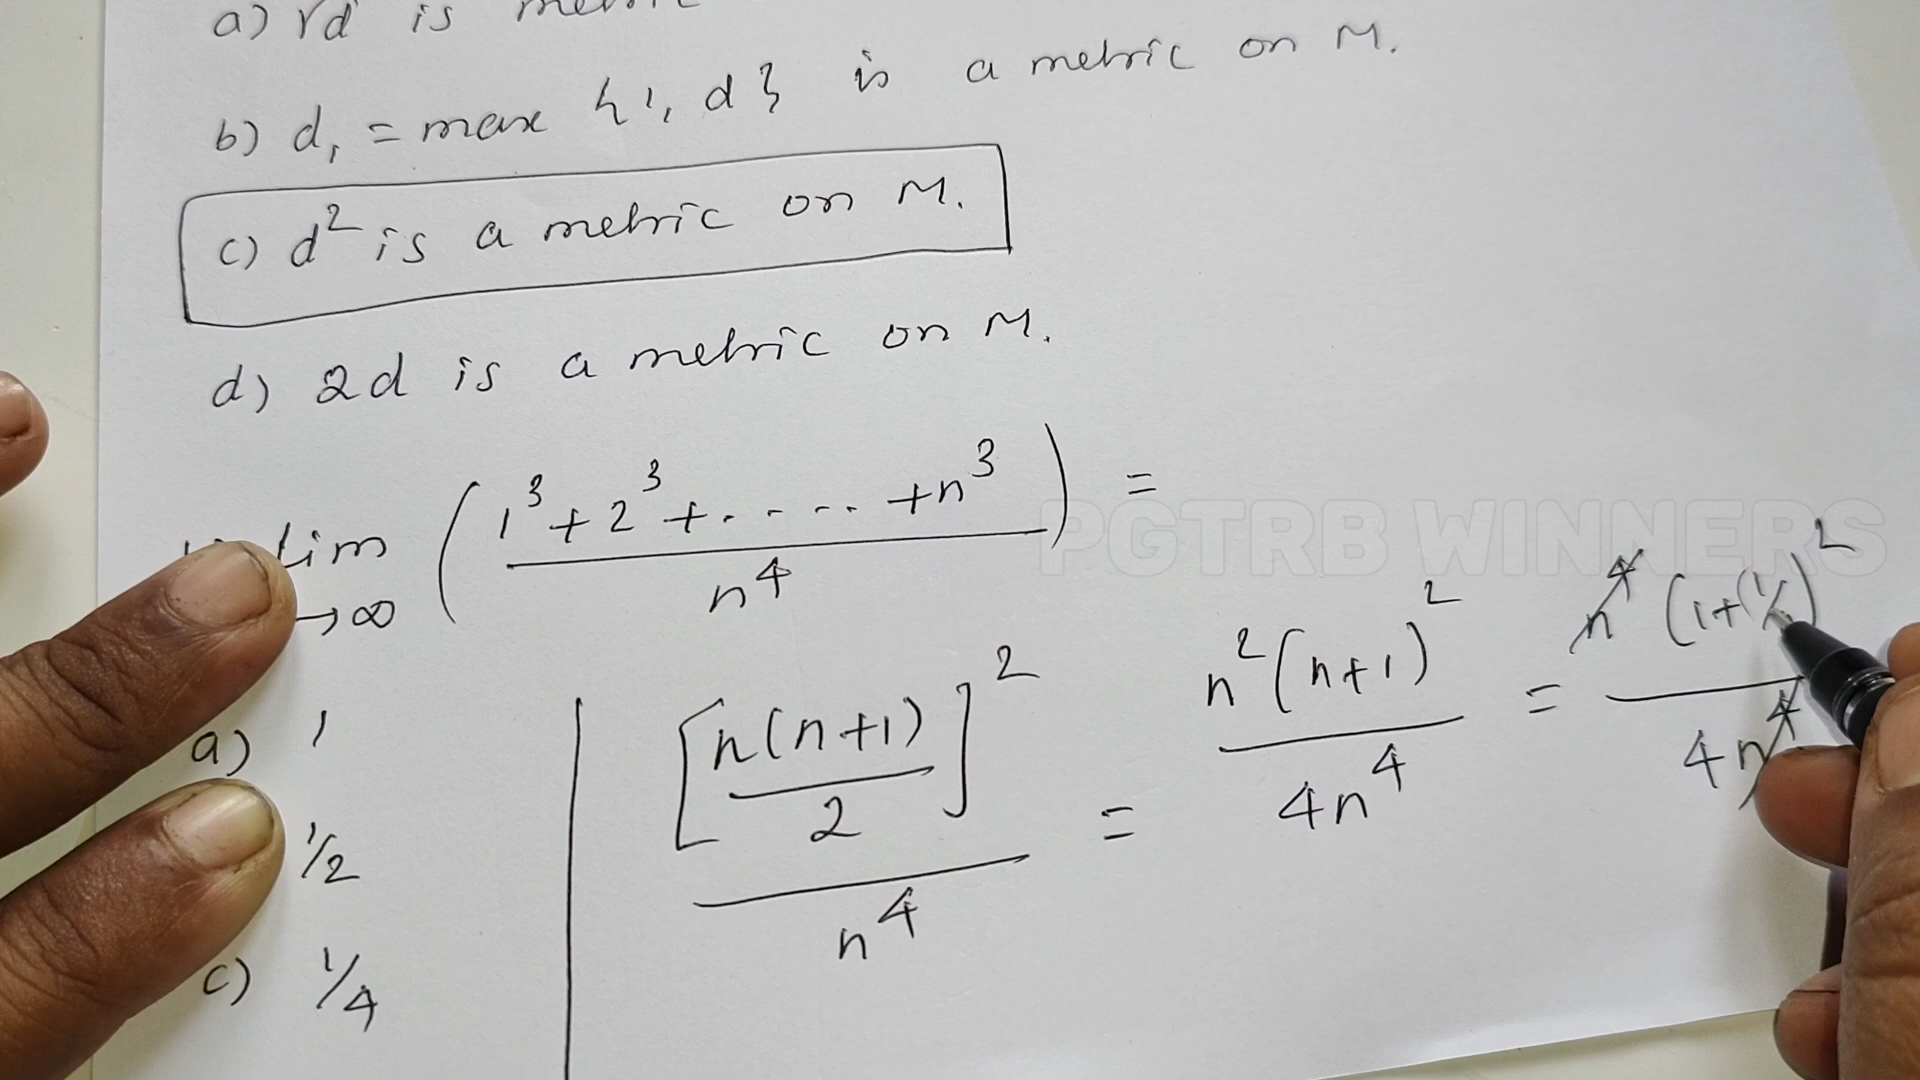 a) √d is metric
b) d₁ = max {1, d} is a metric on M.
c) d² is a metric on M.
d) 2d is a metric on M.
lim →∞ (1³+2³+.....+n³ / n⁴) =
PGTRB WINNERS
a) 1
1/2
c) 1/4
[n(n+1)/2]² / n⁴ = n²(n+1)² / 4n⁴ = n⁴(1+(1/ )² / 4n⁴